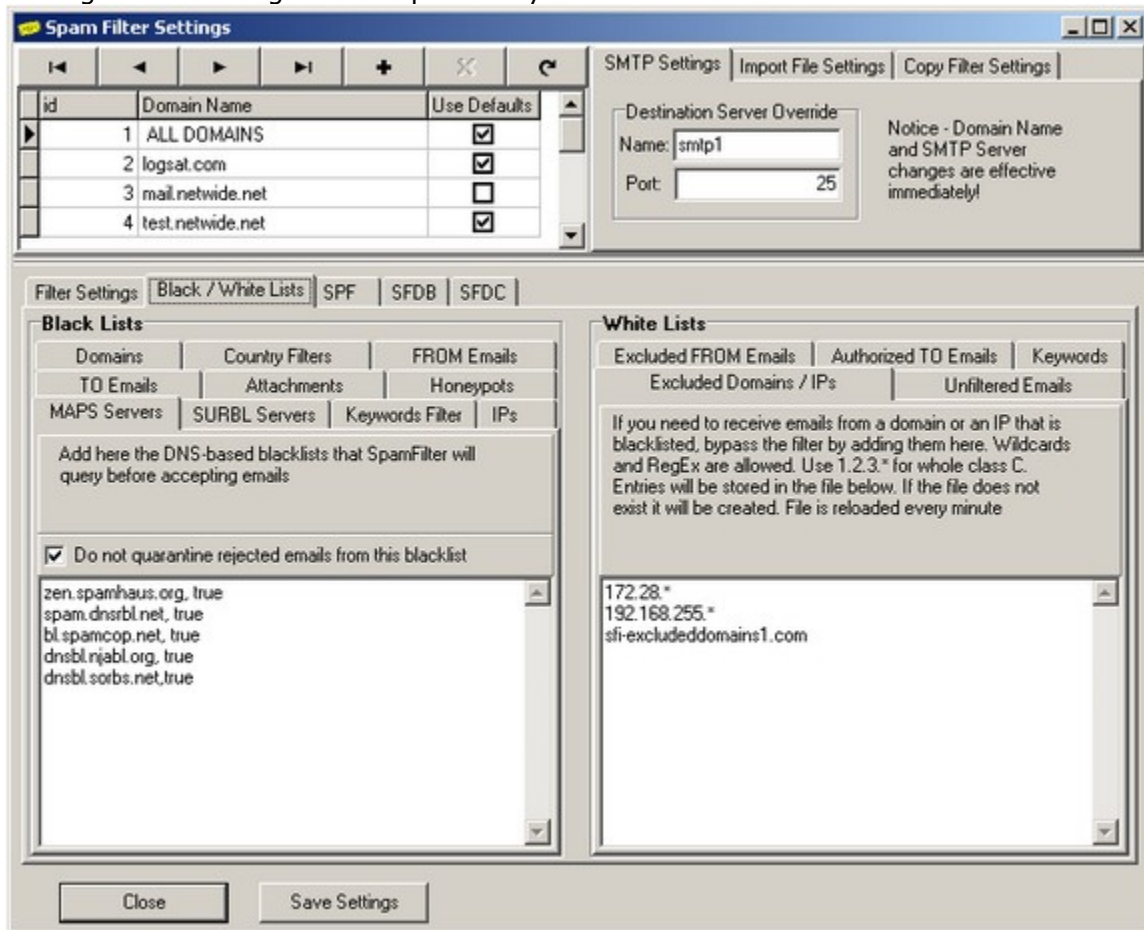 Spam Filter Settings
id Domain Name Use Defaults
1 ALL DOMAINS
2 logsat.com
3 mail.netwide.net
4 test.netwide.net
SMTP Settings Import File Settings Copy Filter Settings
Destination Server Override
Name: smtp1
Port: 25
Notice - Domain Name
and SMTP Server
changes are effective
immediately!
Filter Settings Black / White Lists SPF SFDB SFDC
Black Lists
Domains Country Filters FROM Emails
TO Emails Attachments Honeypots
MAPS Servers SURBL Servers Keywords Filter IPs
Add here the DNS-based blacklists that SpamFilter will
query before accepting emails
Do not quarantine rejected emails from this blacklist
zen.spamhaus.org, true
spam.dnsrbl.net, true
bl.spamcop.net, true
dnsbl.njabl.org, true
dnsbl.sorbs.net,true
White Lists
Excluded FROM Emails Authorized TO Emails Keywords
Excluded Domains / IPs Unfiltered Emails
If you need to receive emails from a domain or an IP that is
blacklisted, bypass the filter by adding them here. Wildcards
and RegEx are allowed. Use 1.2.3.* for whole class C.
Entries will be stored in the file below. If the file does not
exist it will be created. File is reloaded every minute
172.28.*
192.168.255.*
sfi-excludeddomains1.com
Close Save Settings